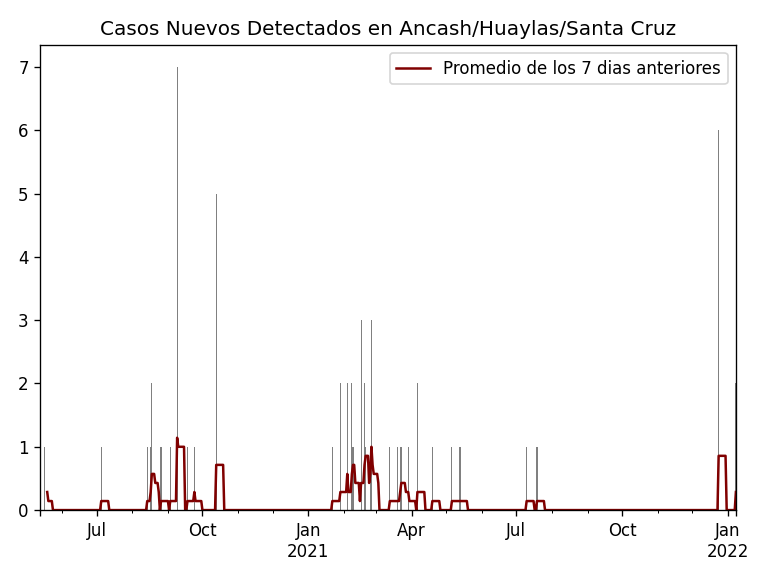 Casos Nuevos Detectados en Ancash/Huaylas/Santa Cruz
Promedio de los 7 dias anteriores
7
6
5
4
3
2
1
0
Jul
Oct
Jan
2021
Apr
Jul
Oct
Jan
2022